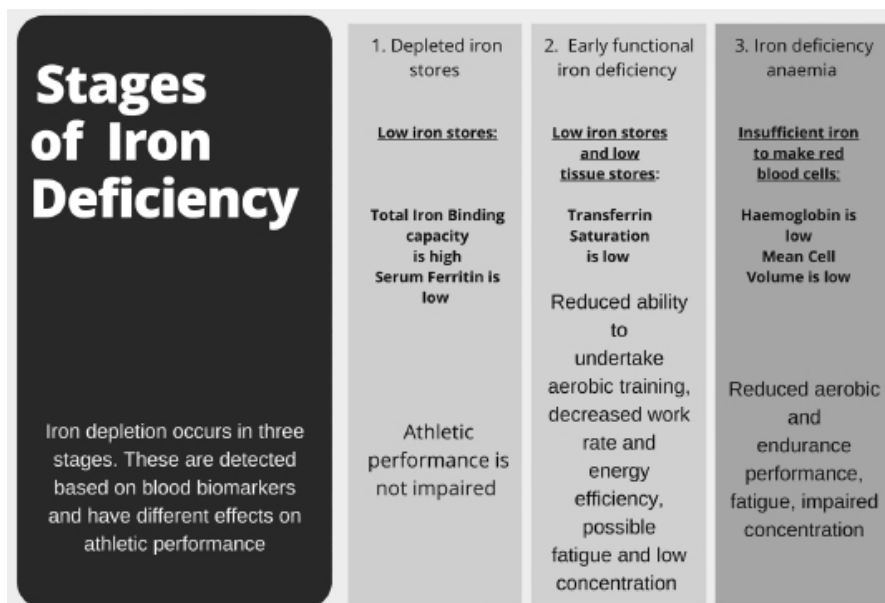 Stages
of Iron
Deficiency
Iron depletion occurs in three
stages. These are detected
based on blood biomarkers
and have different effects on
athletic performance
1. Depleted iron
stores
Low iron stores:
Total Iron Binding
capacity
is high
Serum Ferritin is
low
Athletic
performance is
not impaired
2. Early functional
iron deficiency
Low iron stores
and low
tissue stores:
Transferrin
Saturation
is low
Reduced ability
to
undertake
aerobic training,
decreased work
rate and
energy
efficiency,
possible
fatigue and low
concentration
3. Iron deficiency
anaemia
Insufficient iron
to make red
blood cells:
Haemoglobin is
low
Mean Cell
Volume is low
Reduced aerobic
and
endurance
performance,
fatigue, impaired
concentration